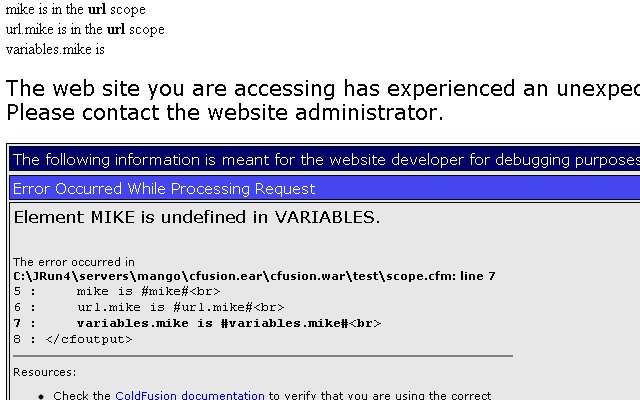 mike is in the url scope
url.mike is in the url scope
variables.mike is
The web site you are accessing has experienced an
Please contact the website administrator.
The following information is meant for the website developer for debugging purposes
Error Occurred While Processing Request
Element MIKE is undefined in VARIABLES.
The error occurred in
C:\JRun4\servers\mango\cfusion.ear\cfusion.war\test\scope.cfm: line 7
5 : mike is #mike#<br>
6 : url.mike is #url.mike#<br>
7 : variables.mike is #variables.mike#<br>
8 : </cfoutput>
Resources:
• Check the ColdFusion documentation to verify that you are using the correct